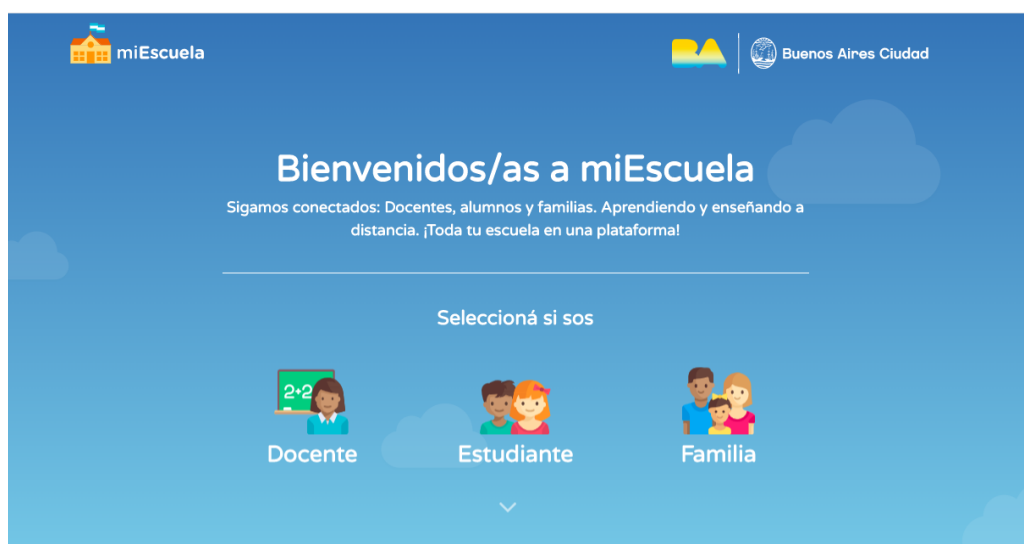 miEscuela
BA
Buenos Aires Ciudad
Bienvenidos/as a miEscuela
Sigamos conectados: Docentes, alumnos y familias. Aprendiendo y enseñando a
distancia. ¡Toda tu escuela en una plataforma!
Seleccioná si sos
2+2
Docente
Estudiante
Familia